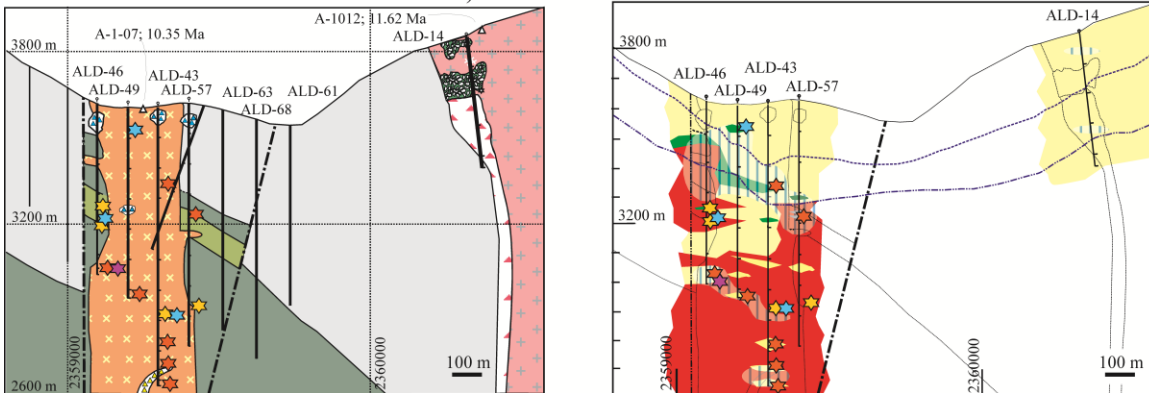 A-1012; 11.62 Ma
A-1-07; 10.35 Ma
ALD-14
3800 m
ALD-46
ALD-43
ALD-49
ALD-57
ALD-63
ALD-61
ALD-68
3200 m
2600 m
2359000
2360000
100 m
ALD-14
3800 m
ALD-46
ALD-43
ALD-49
ALD-57
3200 m
2359000
2360000
100 m